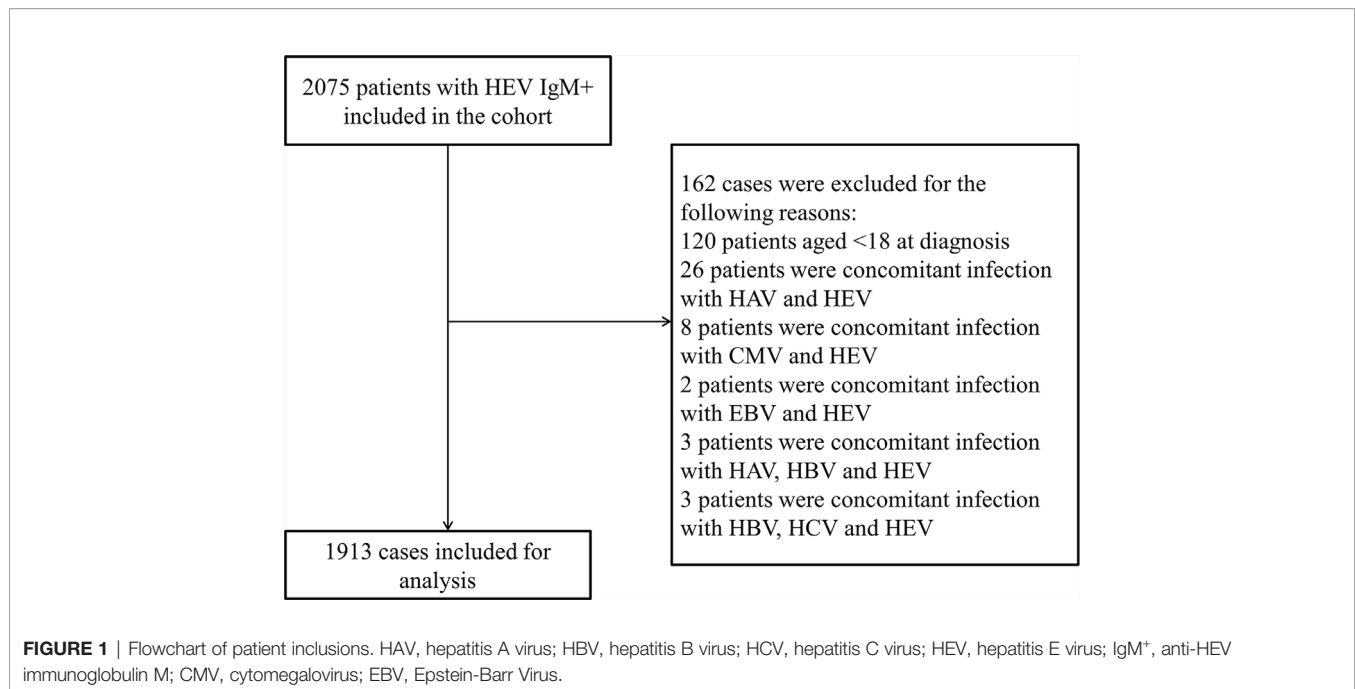 2075 patients with HEV IgM+
included in the cohort
162 cases were excluded for the
following reasons:
120 patients aged <18 at diagnosis
26 patients were concomitant infection
with HAV and HEV
8 patients were concomitant infection
with CMV and HEV
2 patients were concomitant infection
with EBV and HEV
3 patients were concomitant infection
with HAV, HBV and HEV
3 patients were concomitant infection
with HBV, HCV and HEV
1913 cases included for
analysis
FIGURE 1 | Flowchart of patient inclusions. HAV, hepatitis A virus; HBV, hepatitis B virus; HCV, hepatitis C virus; HEV, hepatitis E virus; IgM⁺, anti-HEV
immunoglobulin M; CMV, cytomegalovirus; EBV, Epstein-Barr Virus.